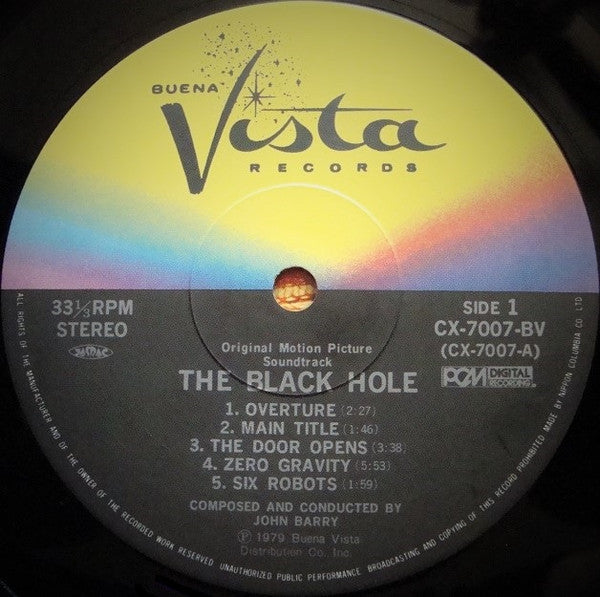 BUENA
Vista
RECORDS
33 1/3 RPM
STEREO
JASRAC
SIDE 1
CX-7007-BV
(CX-7007-A)
Original Motion Picture
Soundtrack
THE BLACK HOLE
PCM DIGITAL
RECORDING
1. OVERTURE (2:27)
2. MAIN TITLE (1:46)
3. THE DOOR OPENS (3:38)
4. ZERO GRAVITY (5:53)
5. SIX ROBOTS (1:59)
COMPOSED AND CONDUCTED BY
JOHN BARRY
Ⓟ 1979 Buena Vista
Distribution Co., Inc.
ALL RIGHTS OF THE MANUFACTURER AND OF THE OWNER OF THE RECORDED WORK RESERVED UNAUTHORIZED PUBLIC PERFORMANCE BROADCASTING AND COPYING OF THIS RECORD PROHIBITED MADE BY NIPPON COLUMBIA CO LTD